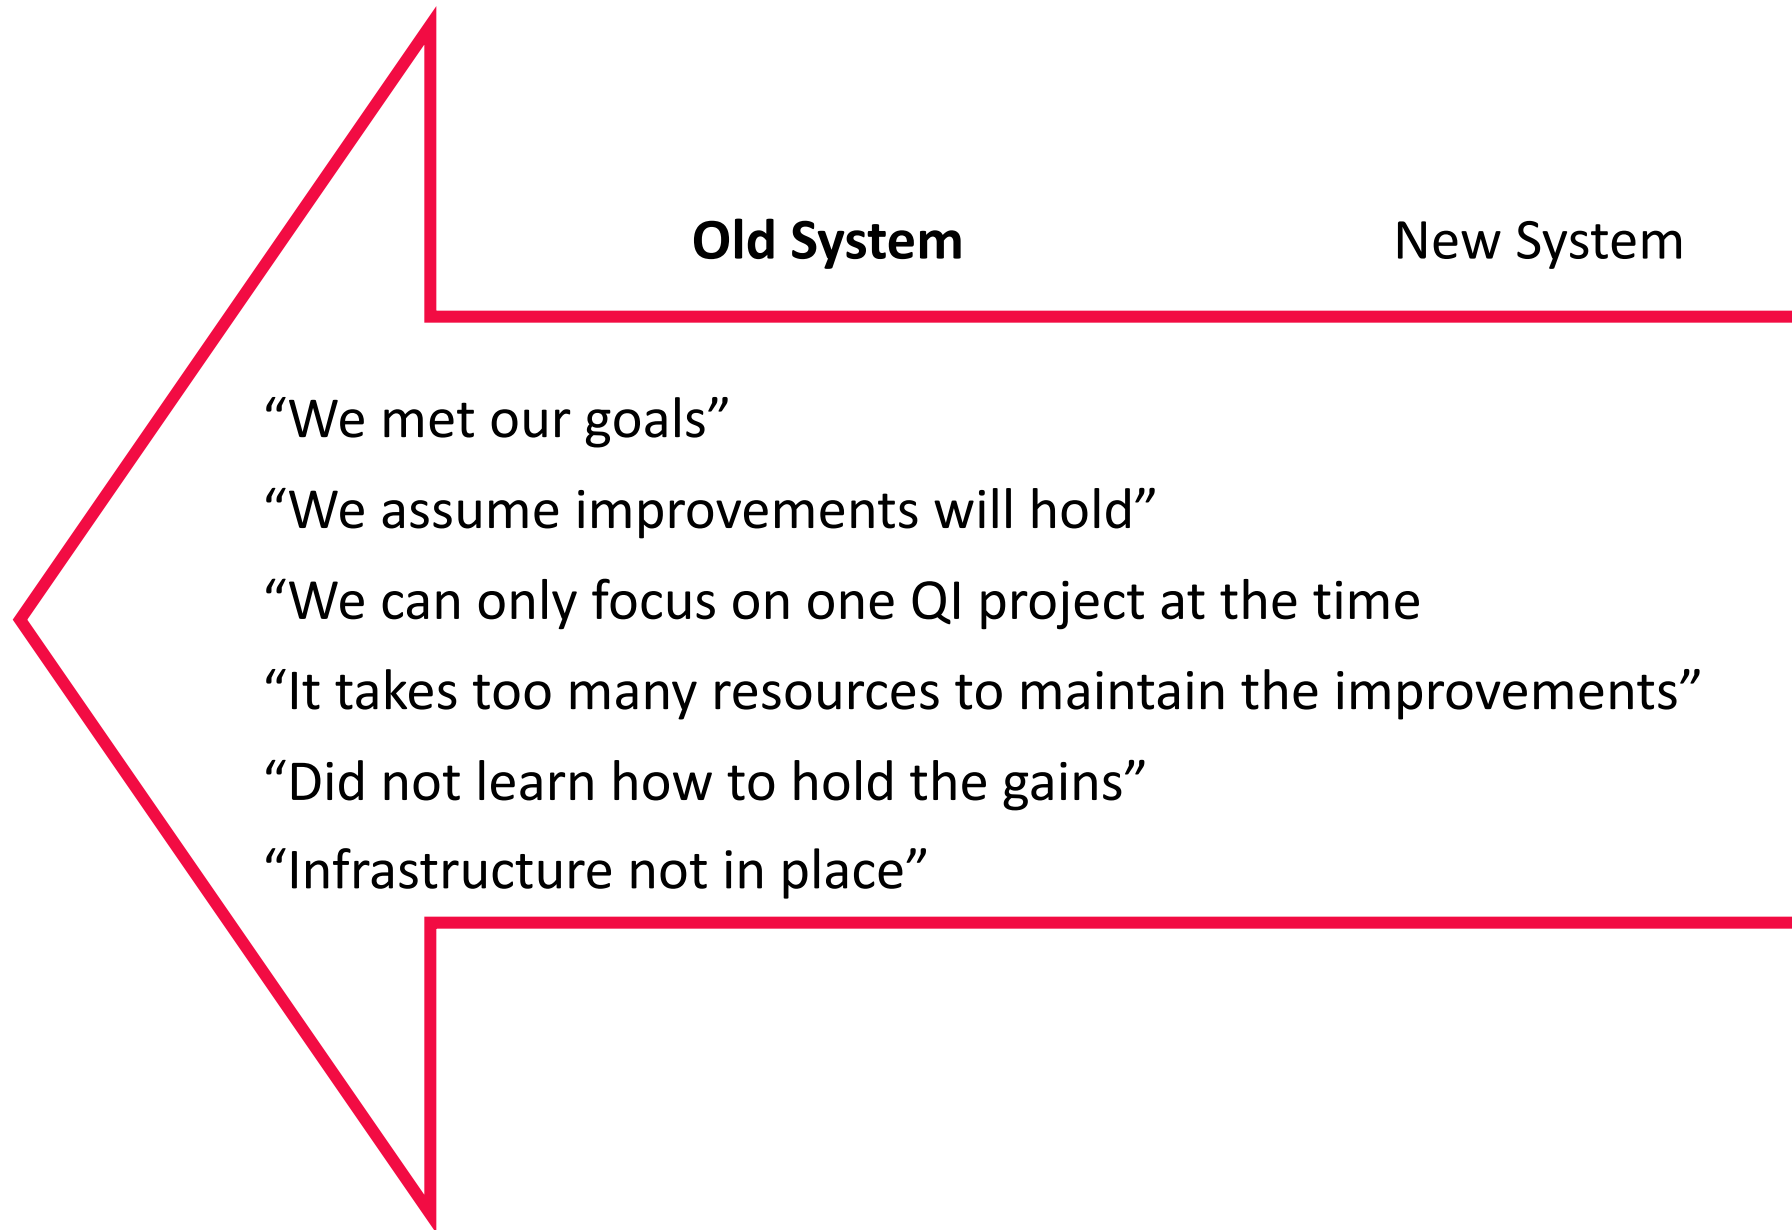 Old System New System
“We met our goals”
“We assume improvements will hold”
“We can only focus on one QI project at the time
“It takes too many resources to maintain the improvements”
“Did not learn how to hold the gains”
“Infrastructure not in place”